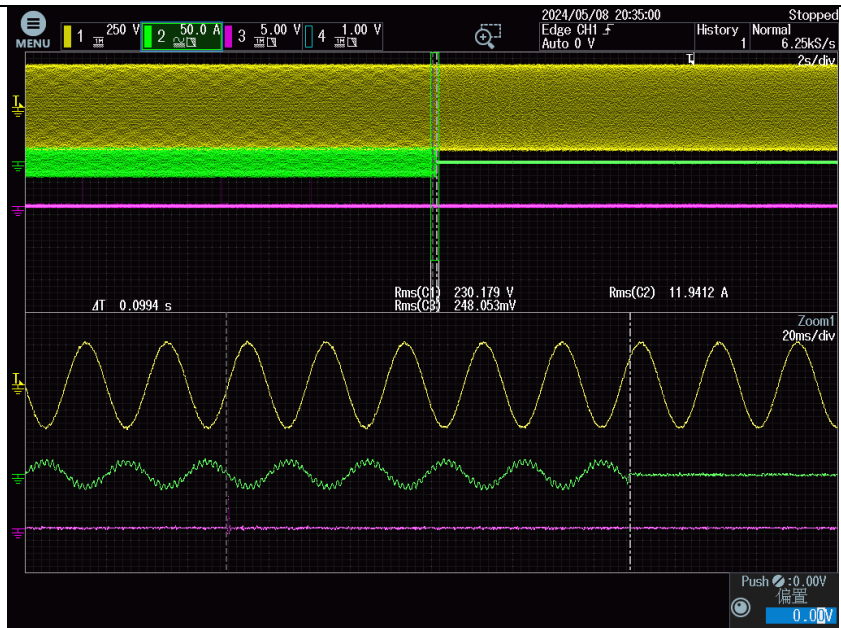 2024/05/08 20:35:00 Stopped
MENU 1 250 V 2 50.0 A 3 5.00 V 4 1.00 V Edge CH1 History Normal
Auto 0 V 1 6.25kS/s
T 2s/div
T
Rms(C1) 230.179 V Rms(C2) 11.9412 A
ΔT 0.0994 s Rms(C3) 248.053mV
Zoom1
20ms/div
T
Push :0.00V
偏置
0.00V